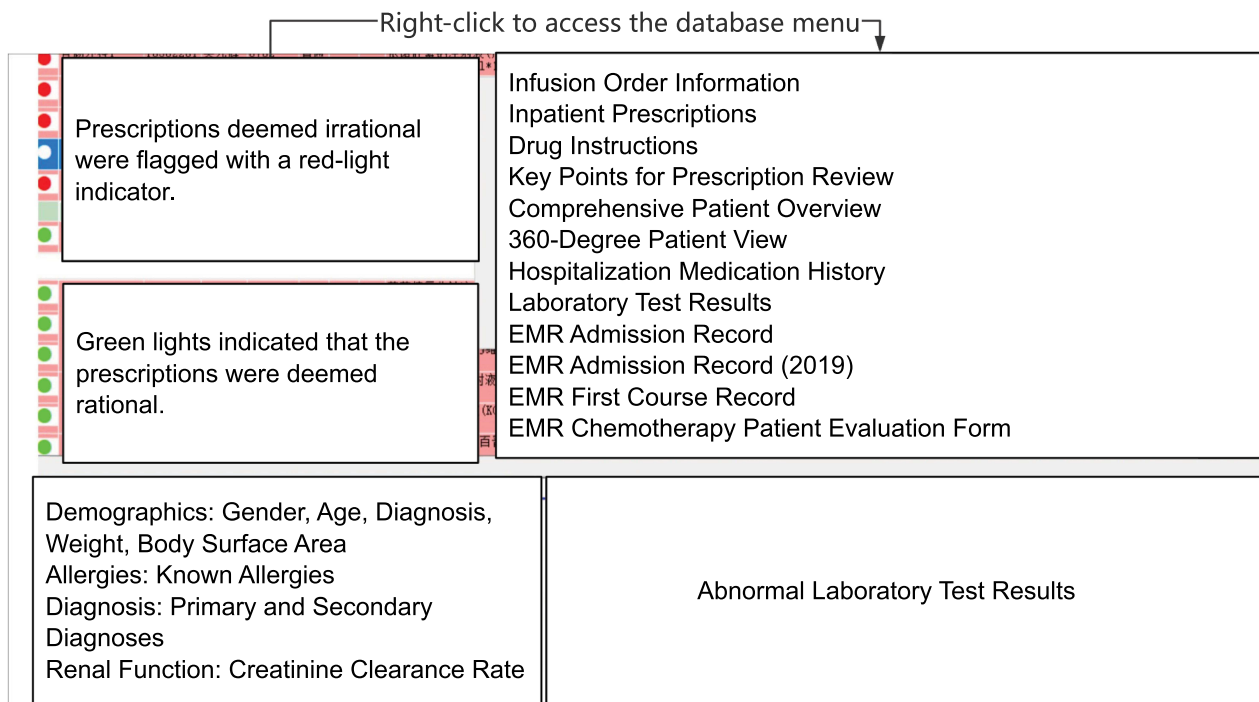 Right-click to access the database menu
Prescriptions deemed irrational
were flagged with a red-light
indicator.
Infusion Order Information
Inpatient Prescriptions
Drug Instructions
Key Points for Prescription Review
Comprehensive Patient Overview
360-Degree Patient View
Hospitalization Medication History
Laboratory Test Results
EMR Admission Record
EMR Admission Record (2019)
EMR First Course Record
EMR Chemotherapy Patient Evaluation Form
Green lights indicated that the
prescriptions were deemed
rational.
Demographics: Gender, Age, Diagnosis,
Weight, Body Surface Area
Allergies: Known Allergies
Diagnosis: Primary and Secondary
Diagnoses
Renal Function: Creatinine Clearance Rate
Abnormal Laboratory Test Results